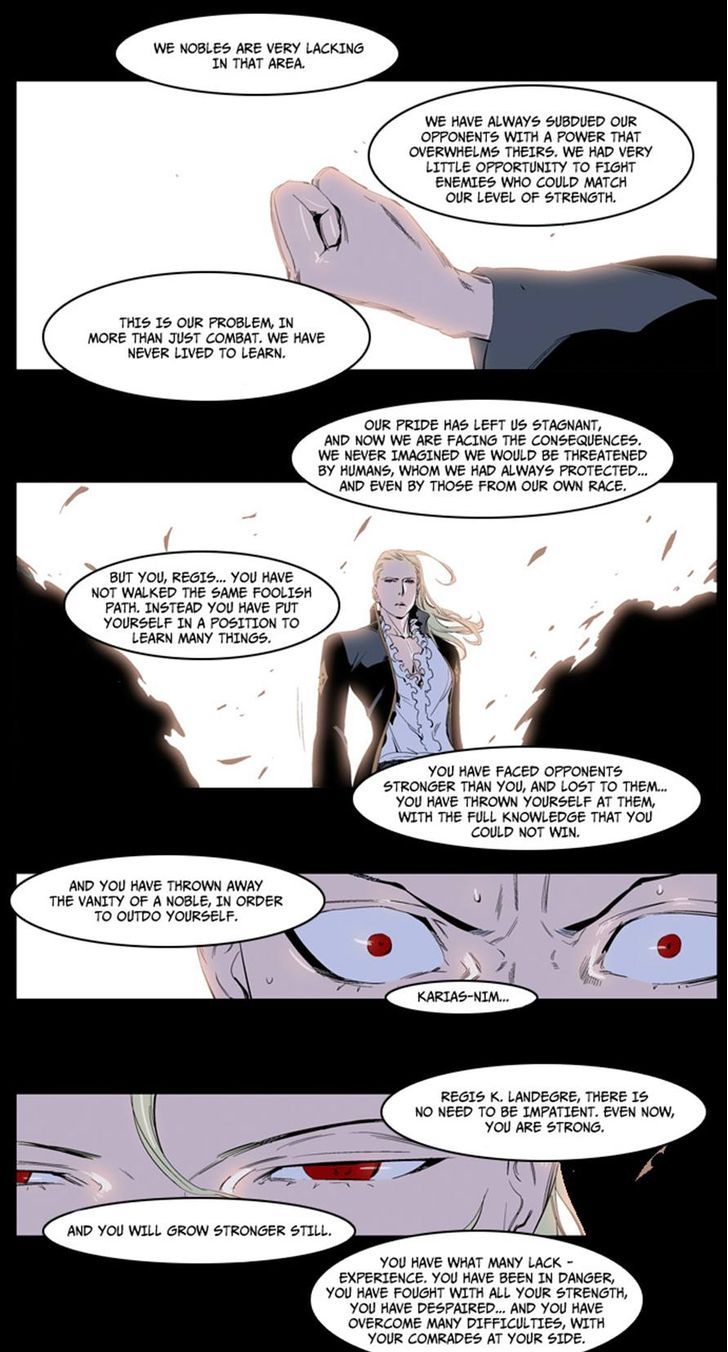 WE NOBLES ARE VERY LACKING
IN THAT AREA.
WE HAVE ALWAYS SUBDUED OUR
OPPONENTS WITH A POWER THAT
OVERWHELMS THEIRS. WE HAD VERY
LITTLE OPPORTUNITY TO FIGHT
ENEMIES WHO COULD MATCH
OUR LEVEL OF STRENGTH.
THIS IS OUR PROBLEM, IN
MORE THAN JUST COMBAT. WE HAVE
NEVER LIVED TO LEARN.
OUR PRIDE HAS LEFT US STAGNANT,
AND NOW WE ARE FACING THE CONSEQUENCES.
WE NEVER IMAGINED WE WOULD BE THREATENED
BY HUMANS, WHOM WE HAD ALWAYS PROTECTED...
AND EVEN BY THOSE FROM OUR OWN RACE.
BUT YOU, REGIS... YOU HAVE
NOT WALKED THE SAME FOOLISH
PATH. INSTEAD YOU HAVE PUT
YOURSELF IN A POSITION TO
LEARN MANY THINGS.
YOU HAVE FACED OPPONENTS
STRONGER THAN YOU, AND LOST TO THEM...
YOU HAVE THROWN YOURSELF AT THEM,
WITH THE FULL KNOWLEDGE THAT YOU
COULD NOT WIN.
AND YOU HAVE THROWN AWAY
THE VANITY OF A NOBLE, IN ORDER
TO OUTDO YOURSELF.
KARIAS-NIM...
REGIS K. LANDEGRE, THERE IS
NO NEED TO BE IMPATIENT. EVEN NOW,
YOU ARE STRONG.
AND YOU WILL GROW STRONGER STILL.
YOU HAVE WHAT MANY LACK -
EXPERIENCE. YOU HAVE BEEN IN DANGER,
YOU HAVE FOUGHT WITH ALL YOUR STRENGTH,
YOU HAVE DESPAIRED... AND YOU HAVE
OVERCOME MANY DIFFICULTIES, WITH
YOUR COMRADES AT YOUR SIDE.